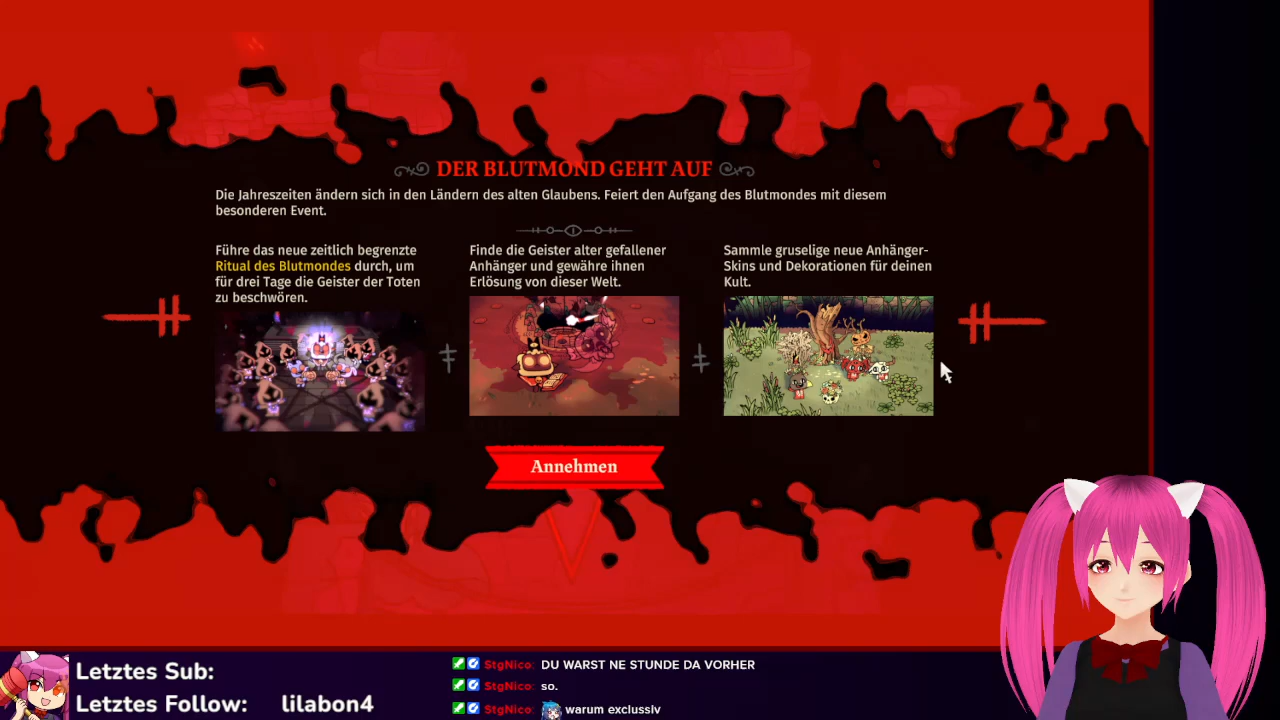 DER BLUTMOND GEHT AUF
Die Jahreszeiten ändern sich in den Ländern des alten Glaubens. Feiert den Aufgang des Blutmondes mit diesem
besonderen Event.
Führe das neue zeitlich begrenzte
Ritual des Blutmondes durch, um
für drei Tage die Geister der Toten
zu beschwören.
Finde die Geister alter gefallener
Anhänger und gewähre ihnen
Erlösung von dieser Welt.
Sammle gruselige neue Anhänger-
Skins und Dekorationen für deinen
Kult.
Annehmen
Letztes Sub:
Letztes Follow: lilabon4
StgNico: DU WARST NE STUNDE DA VORHER
StgNico: so.
StgNico: warum exclussiv